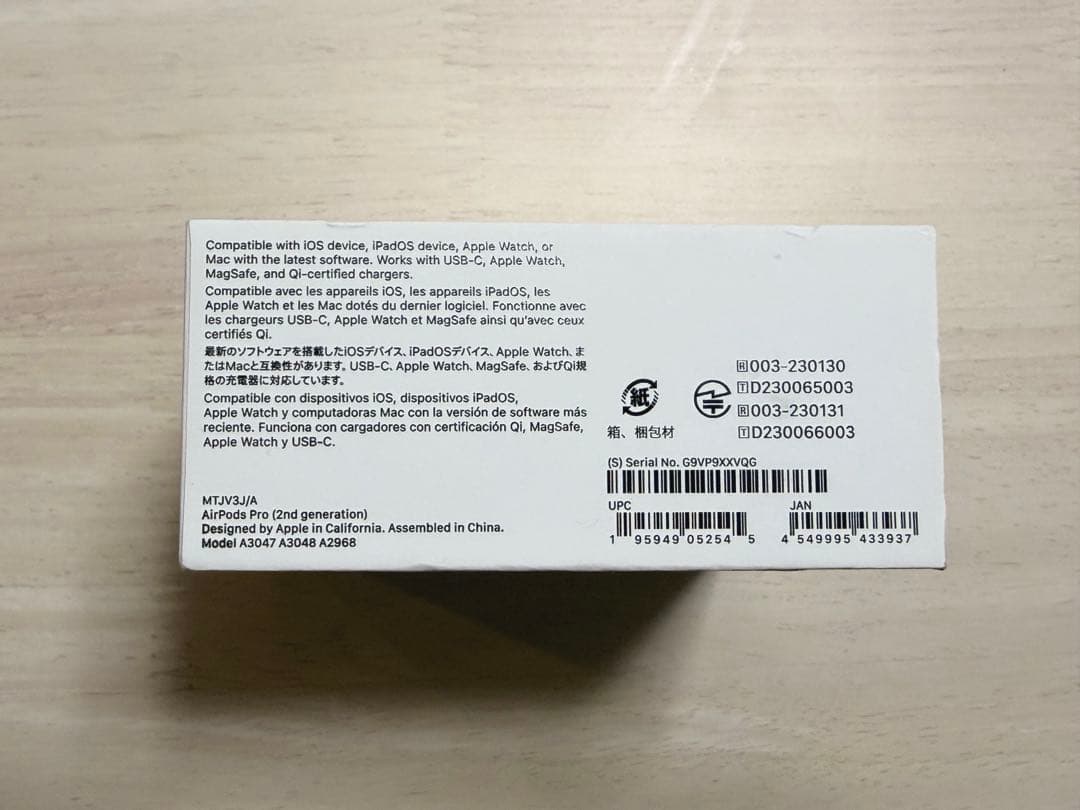 Compatible with iOS device, iPadOS device, Apple Watch, or
Mac with the latest software. Works with USB-C, Apple Watch,
MagSafe, and Qi-certified chargers.
Compatible avec les appareils iOS, les appareils iPadOS, les
Apple Watch et les Mac dotés du dernier logiciel. Fonctionne avec
les chargeurs USB-C, Apple Watch et MagSafe ainsi qu'avec ceux
certifiés Qi.
最新のソフトウェアを搭載したiOSデバイス、iPadOSデバイス、Apple Watch、ま
たはMacと互換性があります。USB-C、Apple Watch、MagSafe、およびQi規
格の充電器に対応しています。
Compatible con dispositivos iOS, dispositivos iPadOS,
Apple Watch y computadoras Mac con la versión de software más
reciente. Funciona con cargadores con certificación Qi, MagSafe,
Apple Watch y USB-C.
MTJV3J/A
AirPods Pro (2nd generation)
Designed by Apple in California. Assembled in China.
Model A3047 A3048 A2968
紙
箱、梱包材
R 003-230130
T D230065003
R 003-230131
T D230066003
(S) Serial No. G9VP9XXVQG
UPC
1 95949 05254 5
JAN
4 549995 433937